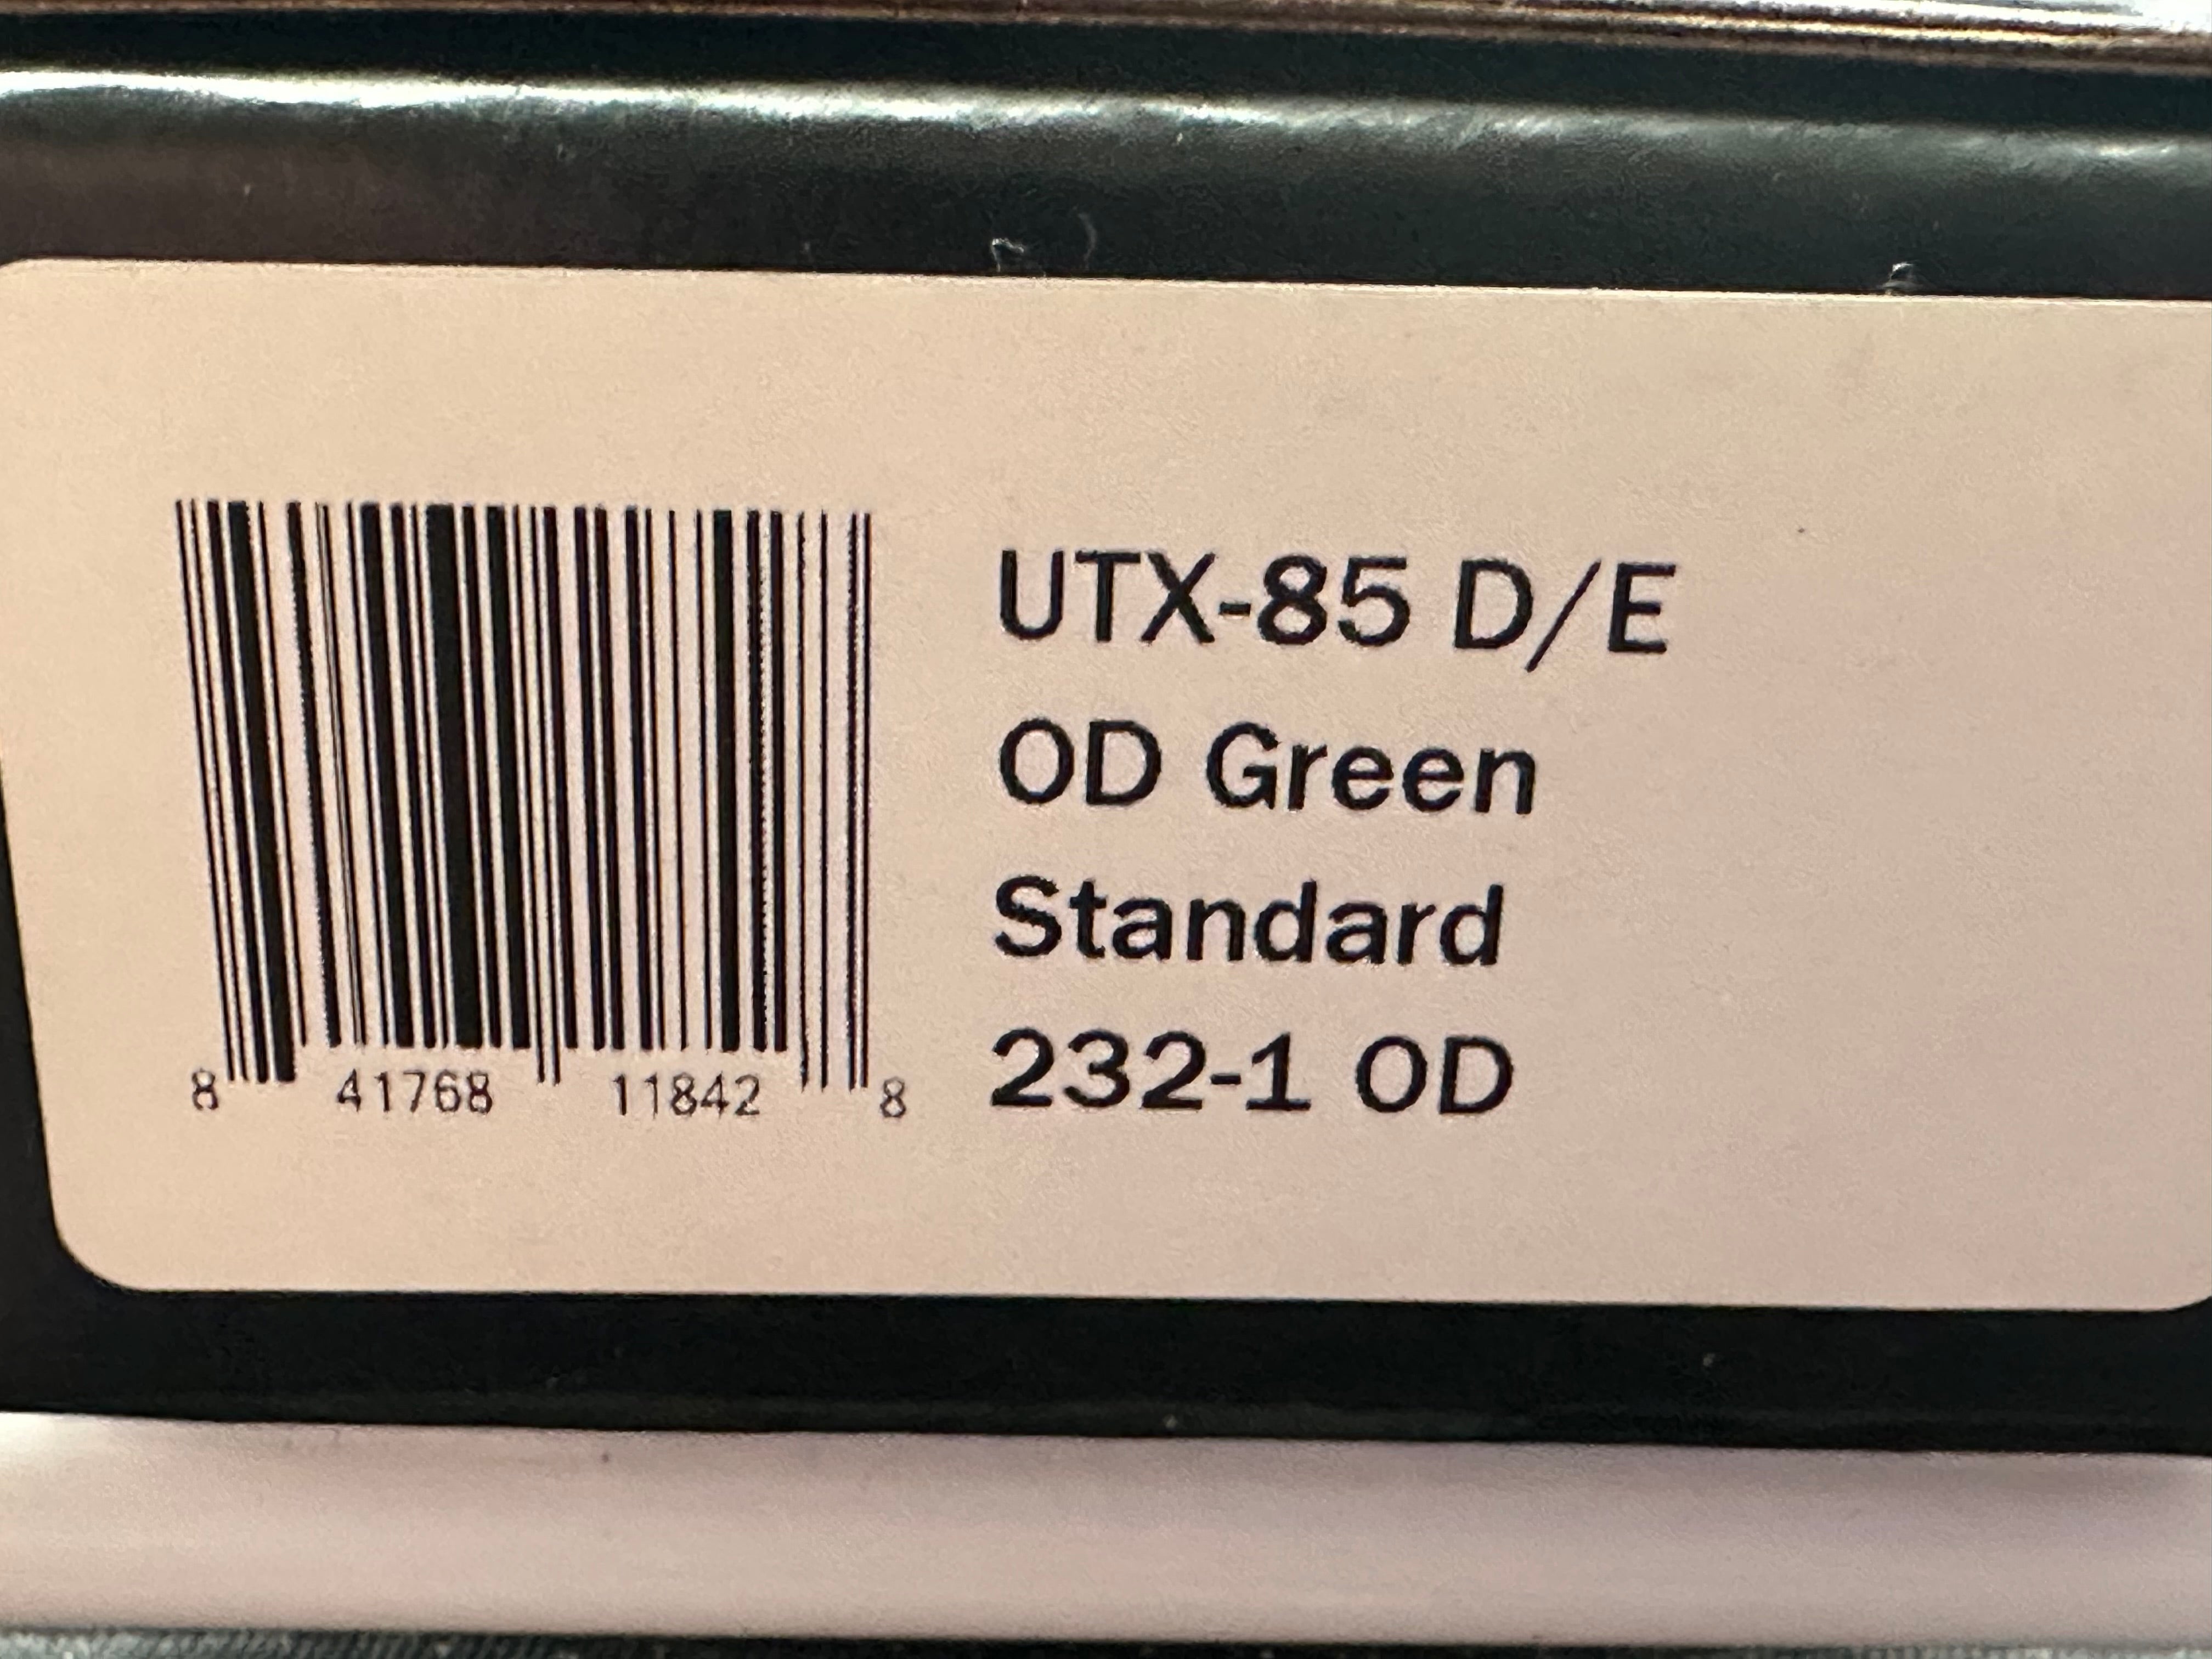 UTX-85 D/E
OD Green
Standard
232-1 OD
8 41768 11842 8